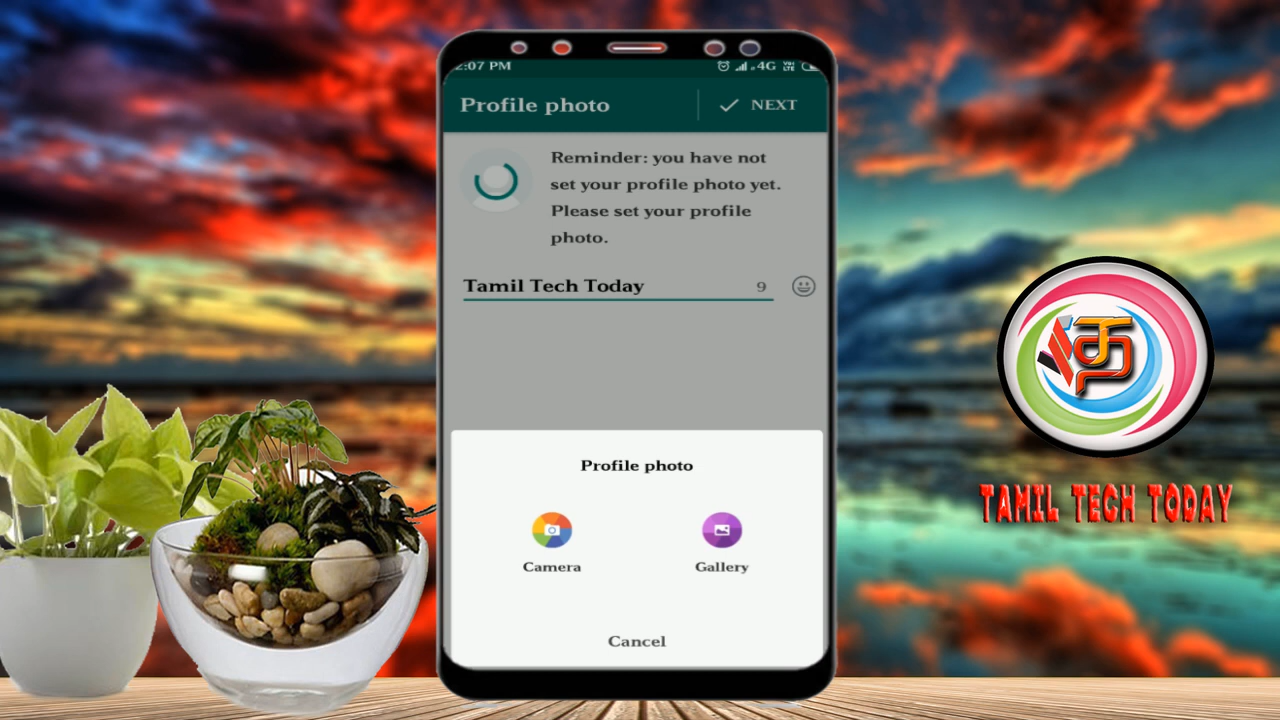 2:07 PM
4G
Profile photo
NEXT
Reminder: you have not
set your profile photo yet.
Please set your profile
photo.
Tamil Tech Today
9
Profile photo
Camera
Gallery
Cancel
த
TAMIL TECH TODAY